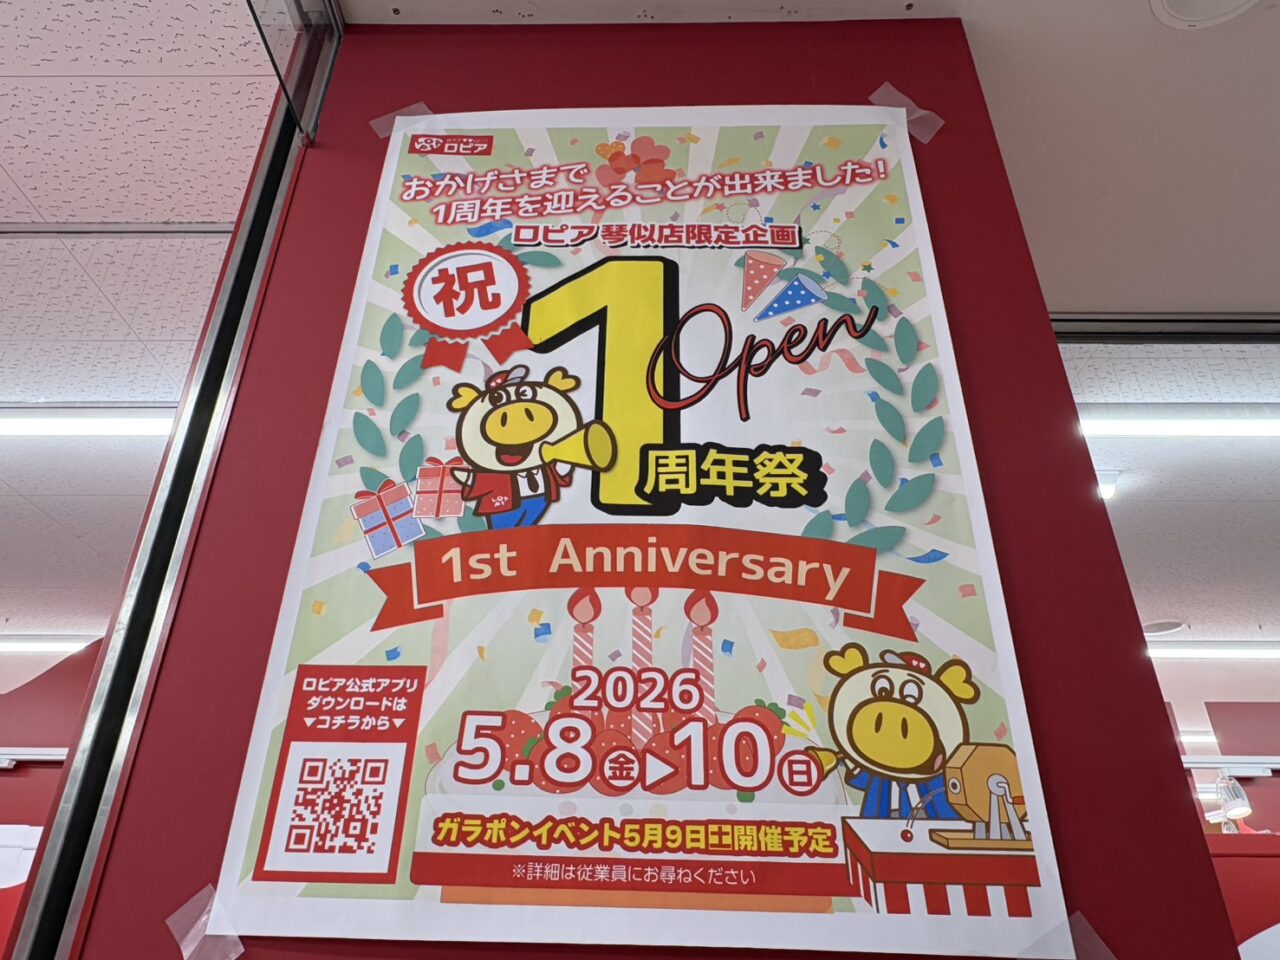 ロピア
おかげさまで
1周年を迎えることが出来ました!
ロピア 琴似店限定企画
祝
1
Open
周年祭
1st Anniversary
ロピア公式アプリ
ダウンロードは
▼コチラから▼
2026
5.8金▶10日
ガラポンイベント5月9日土開催予定
※詳細は従業員にお尋ねください